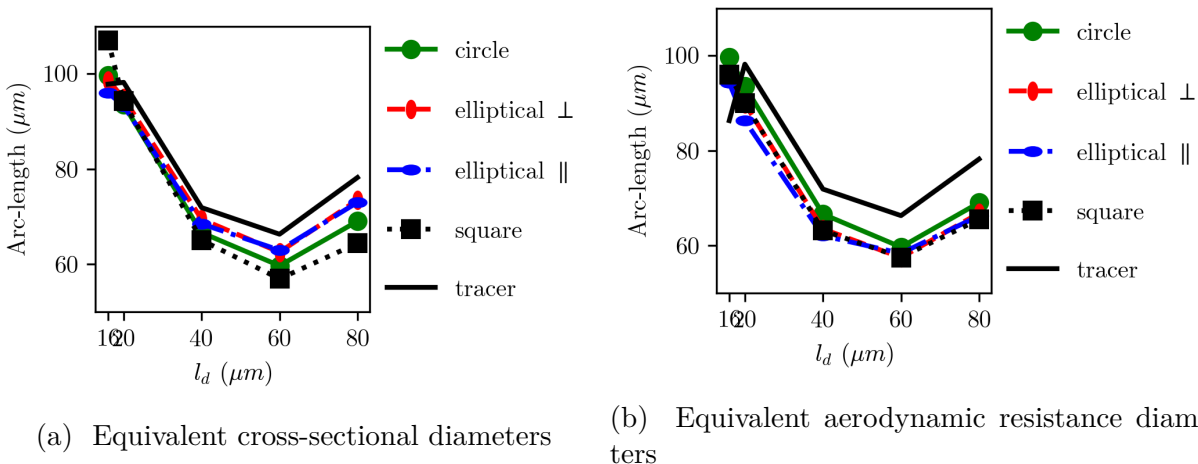 100
80
60
16
20
40
60
80
Arc-length (μm)
l_d (μm)
circle
elliptical ⊥
elliptical ∥
square
tracer
(a) Equivalent cross-sectional diameters
100
80
60
16
20
40
60
80
Arc-length (μm)
l_d (μm)
circle
elliptical ⊥
elliptical ∥
square
tracer
(b) Equivalent aerodynamic resistance diam
ters